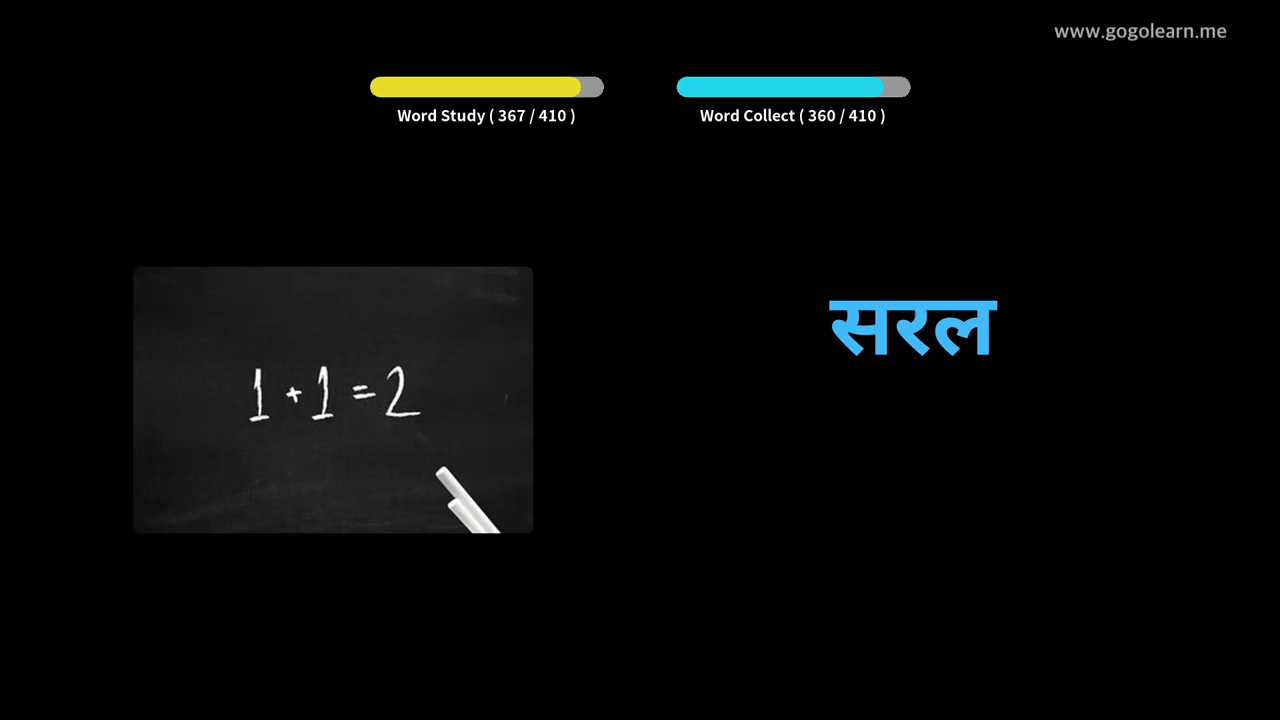 www.gogolearn.me
Word Study ( 367 / 410 )
Word Collect ( 360 / 410 )
सरल
1 + 1 = 2